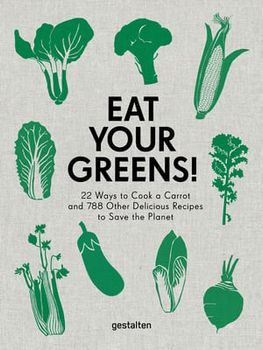 EAT
YOUR
GREENS!
22 Ways to Cook a Carrot
and 788 Other Delicious Recipes
to Save the Planet
gestalten